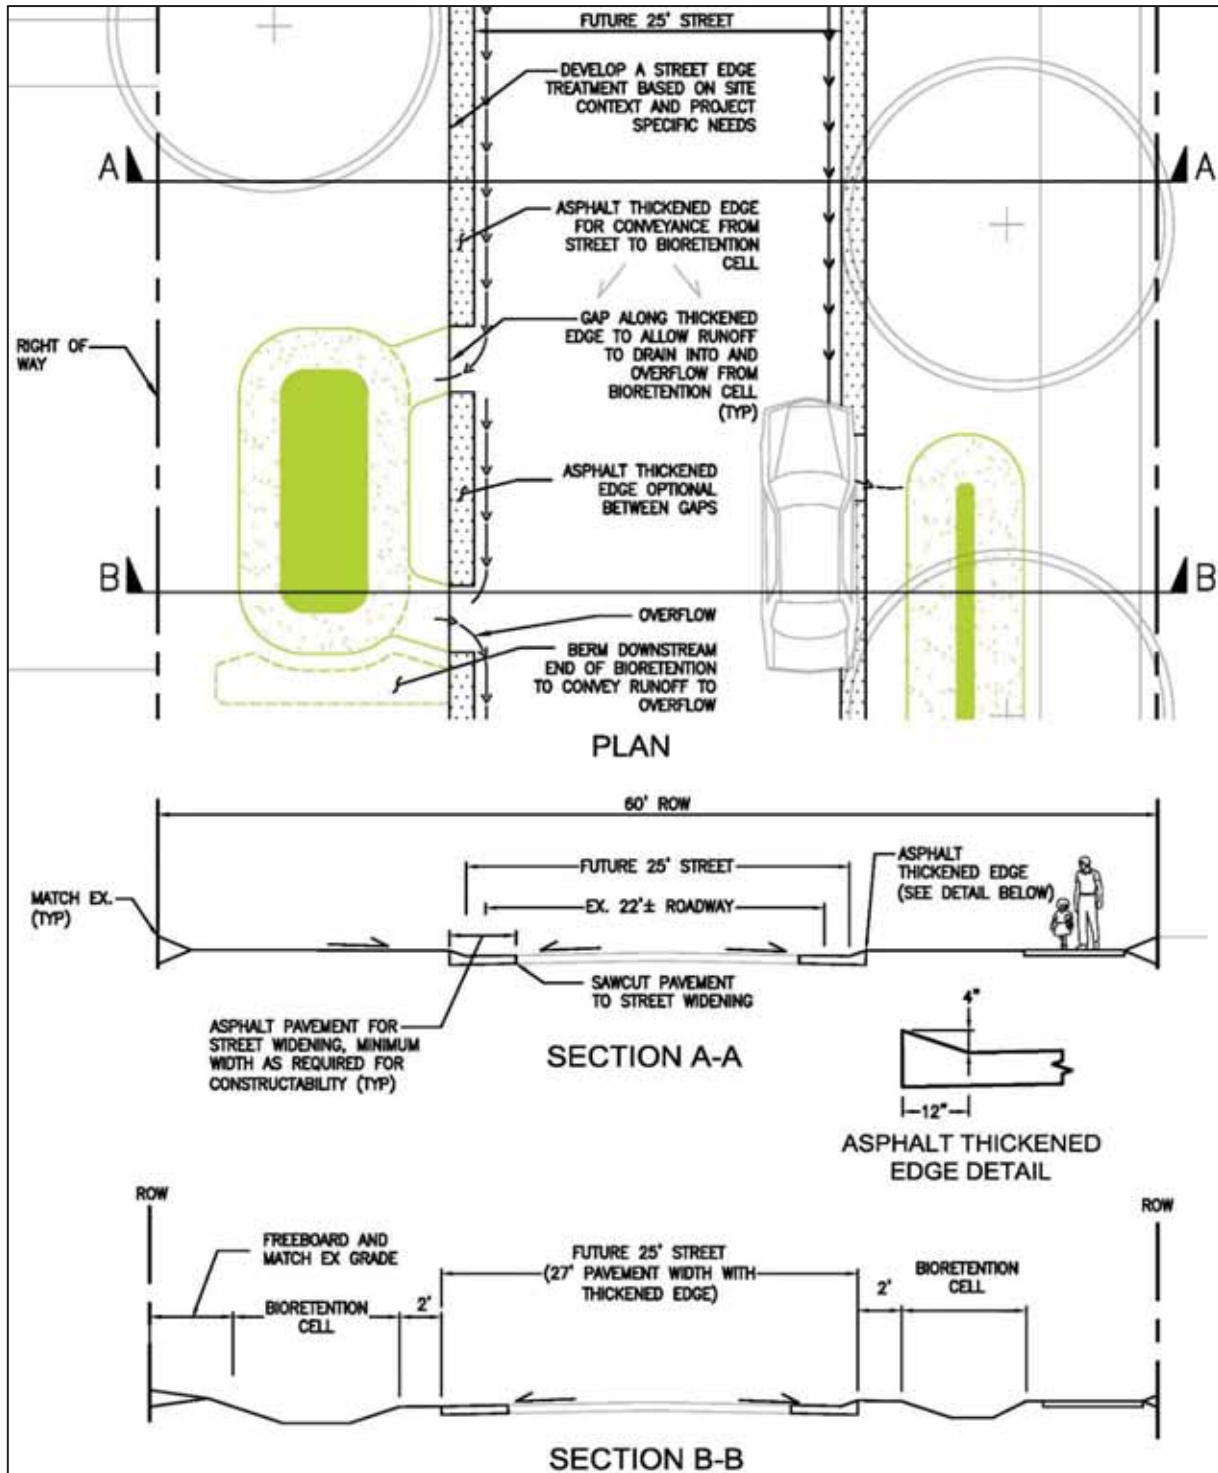 FUTURE 25' STREET
DEVELOP A STREET EDGE
TREATMENT BASED ON SITE
CONTEXT AND PROJECT
SPECIFIC NEEDS
A
A
ASPHALT THICKENED EDGE
FOR CONVEYANCE FROM
STREET TO BIORETENTION
CELL
RIGHT OF
WAY
GAP ALONG THICKENED
EDGE TO ALLOW RUNOFF
TO DRAIN INTO AND
OVERFLOW FROM
BIORETENTION CELL
(TYP)
ASPHALT THICKENED
EDGE OPTIONAL
BETWEEN GAPS
B
B
OVERFLOW
BERM DOWNSTREAM
END OF BIORETENTION
TO CONVEY RUNOFF TO
OVERFLOW
PLAN
60' ROW
FUTURE 25' STREET
ASPHALT
THICKENED EDGE
(SEE DETAIL BELOW)
MATCH EX.
(TYP)
EX. 22'± ROADWAY
SAWCUT PAVEMENT
TO STREET WIDENING
ASPHALT PAVEMENT FOR
STREET WIDENING, MINIMUM
WIDTH AS REQUIRED FOR
CONSTRUCTABILITY (TYP)
SECTION A-A
4"
12"
ASPHALT THICKENED
EDGE DETAIL
ROW
ROW
FREEBOARD AND
MATCH EX GRADE
BIORETENTION
CELL
2'
FUTURE 25' STREET
(27' PAVEMENT WIDTH WITH
THICKENED EDGE)
2'
BIORETENTION
CELL
SECTION B-B